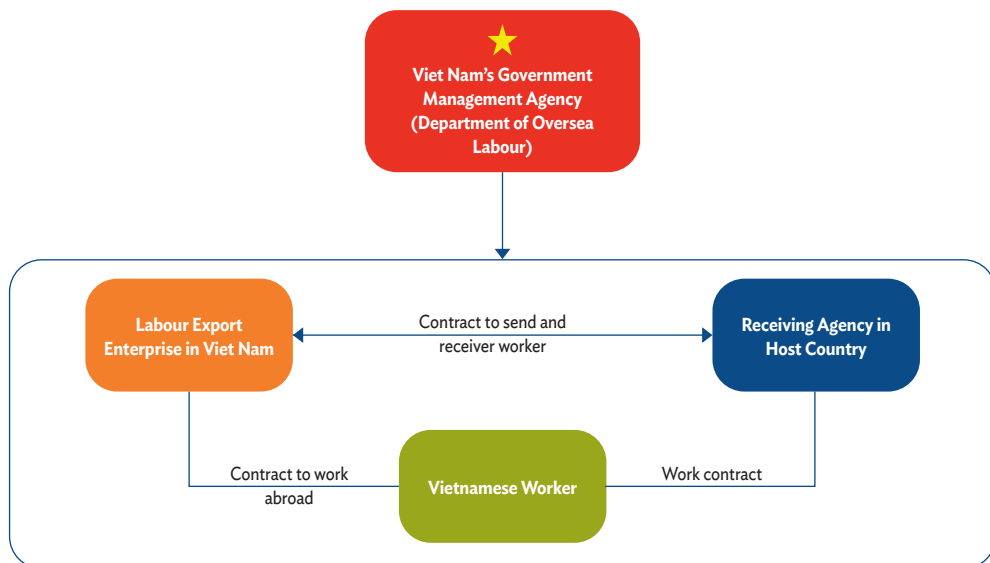 Viet Nam's Government
Management Agency
(Department of Oversea
Labour)
Labour Export
Enterprise in Viet Nam
Contract to send and
receiver worker
Receiving Agency in
Host Country
Contract to work
abroad
Vietnamese Worker
Work contract